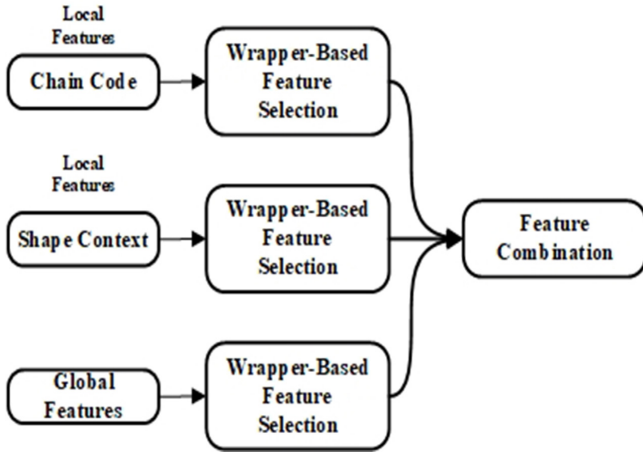 Local
Features
Chain Code
Wrapper-Based
Feature
Selection
Local
Features
Shape Context
Wrapper-Based
Feature
Selection
Feature
Combination
Global
Features
Wrapper-Based
Feature
Selection